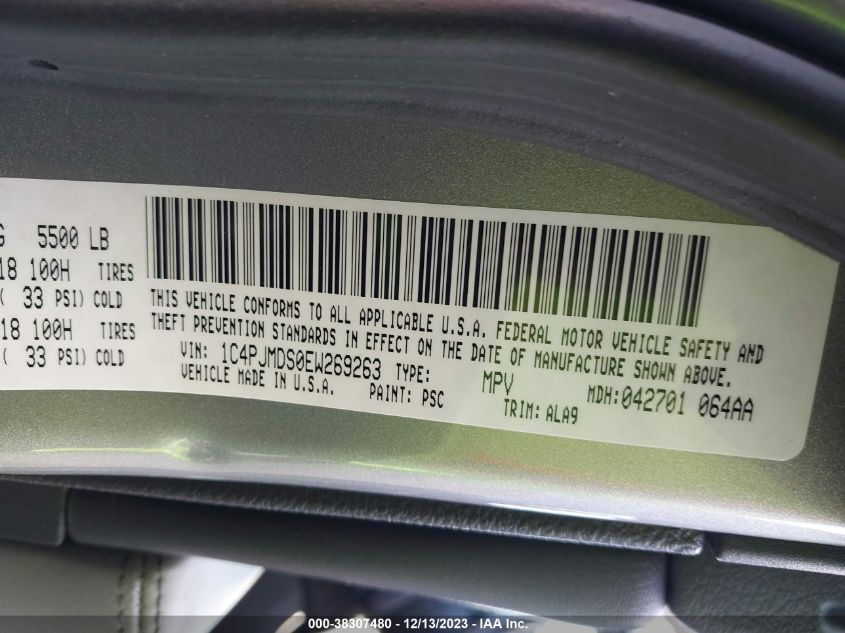 G 5500 LB
18 100H TIRES
( 33 PSI) COLD
18 100H TIRES
( 33 PSI) COLD
THIS VEHICLE CONFORMS TO ALL APPLICABLE U.S.A. FEDERAL MOTOR VEHICLE SAFETY AND
THEFT PREVENTION STANDARDS IN EFFECT ON THE DATE OF MANUFACTURE SHOWN ABOVE.
VIN: 1C4PJMDS0EW269263 TYPE: MPV MDH:042701 064AA
VEHICLE MADE IN U.S.A. PAINT: PSC TRIM: ALA9
000-38307480 - 12/13/2023 - IAA Inc.